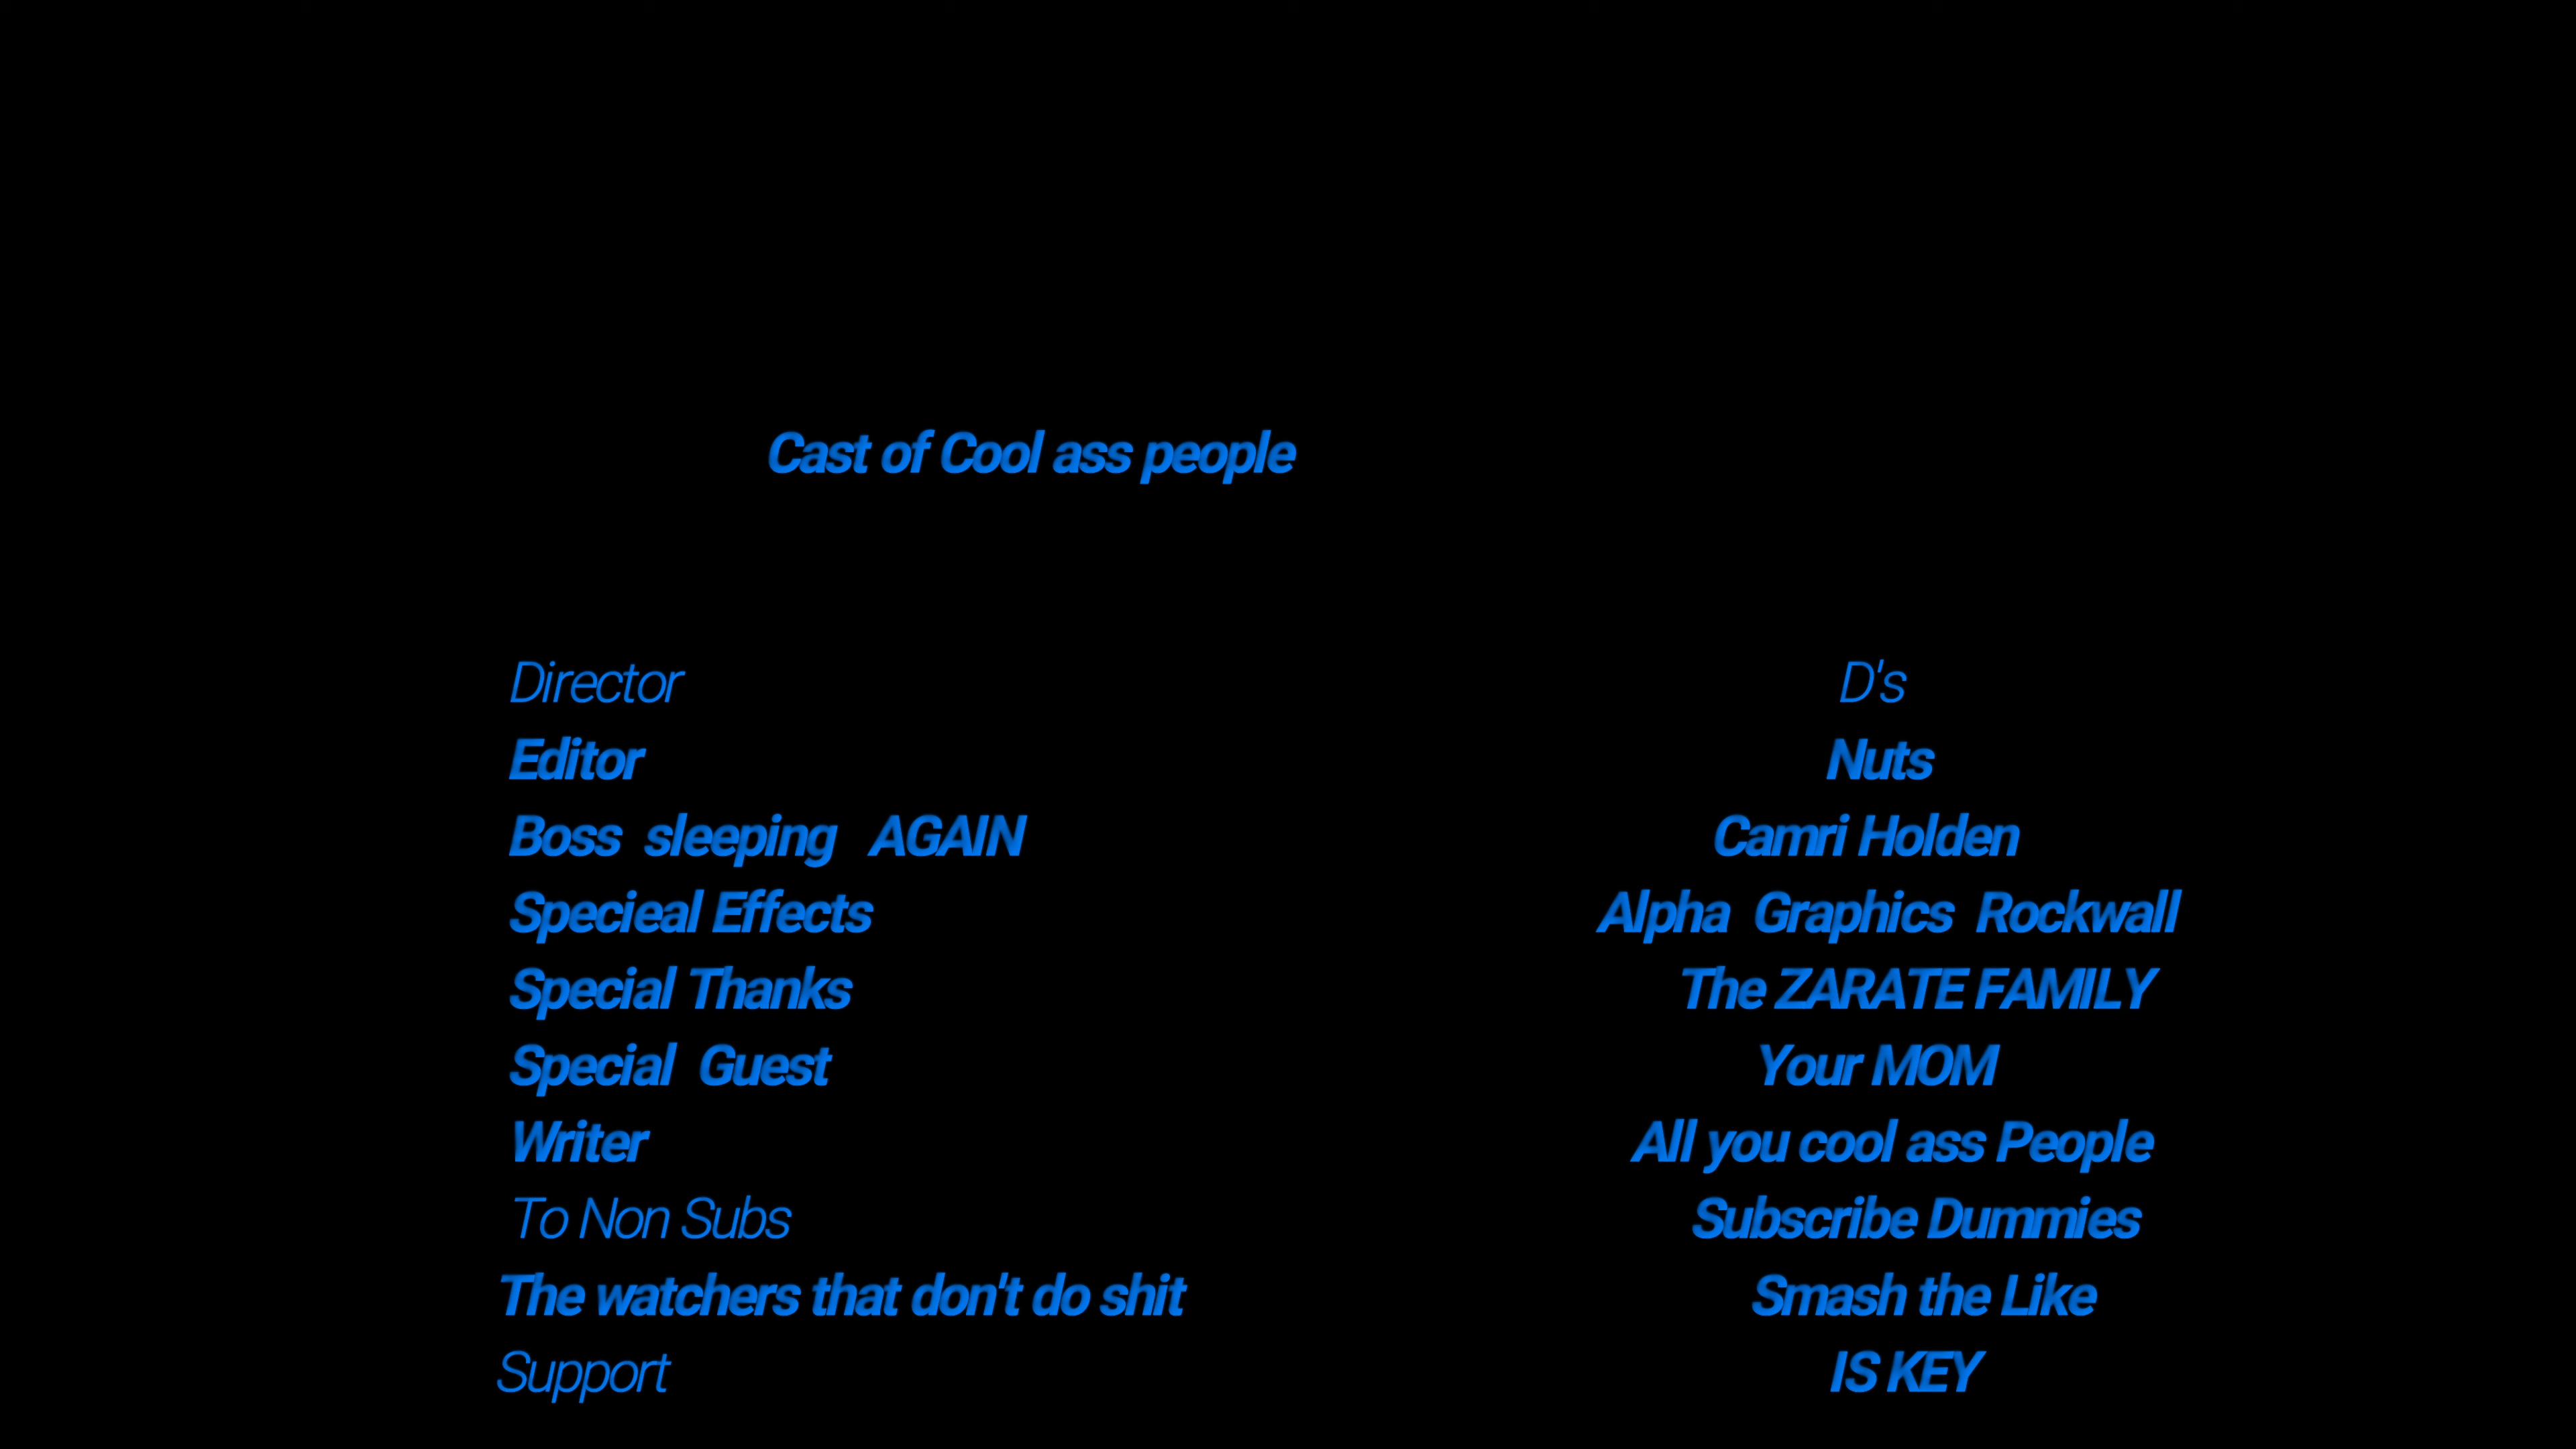 Cast of Cool ass people
Director D's
Editor Nuts
Boss sleeping AGAIN Camri Holden
Specieal Effects Alpha Graphics Rockwall
Special Thanks The ZARATE FAMILY
Special Guest Your MOM
Writer All you cool ass People
To Non Subs Subscribe Dummies
The watchers that don't do shit Smash the Like
Support IS KEY